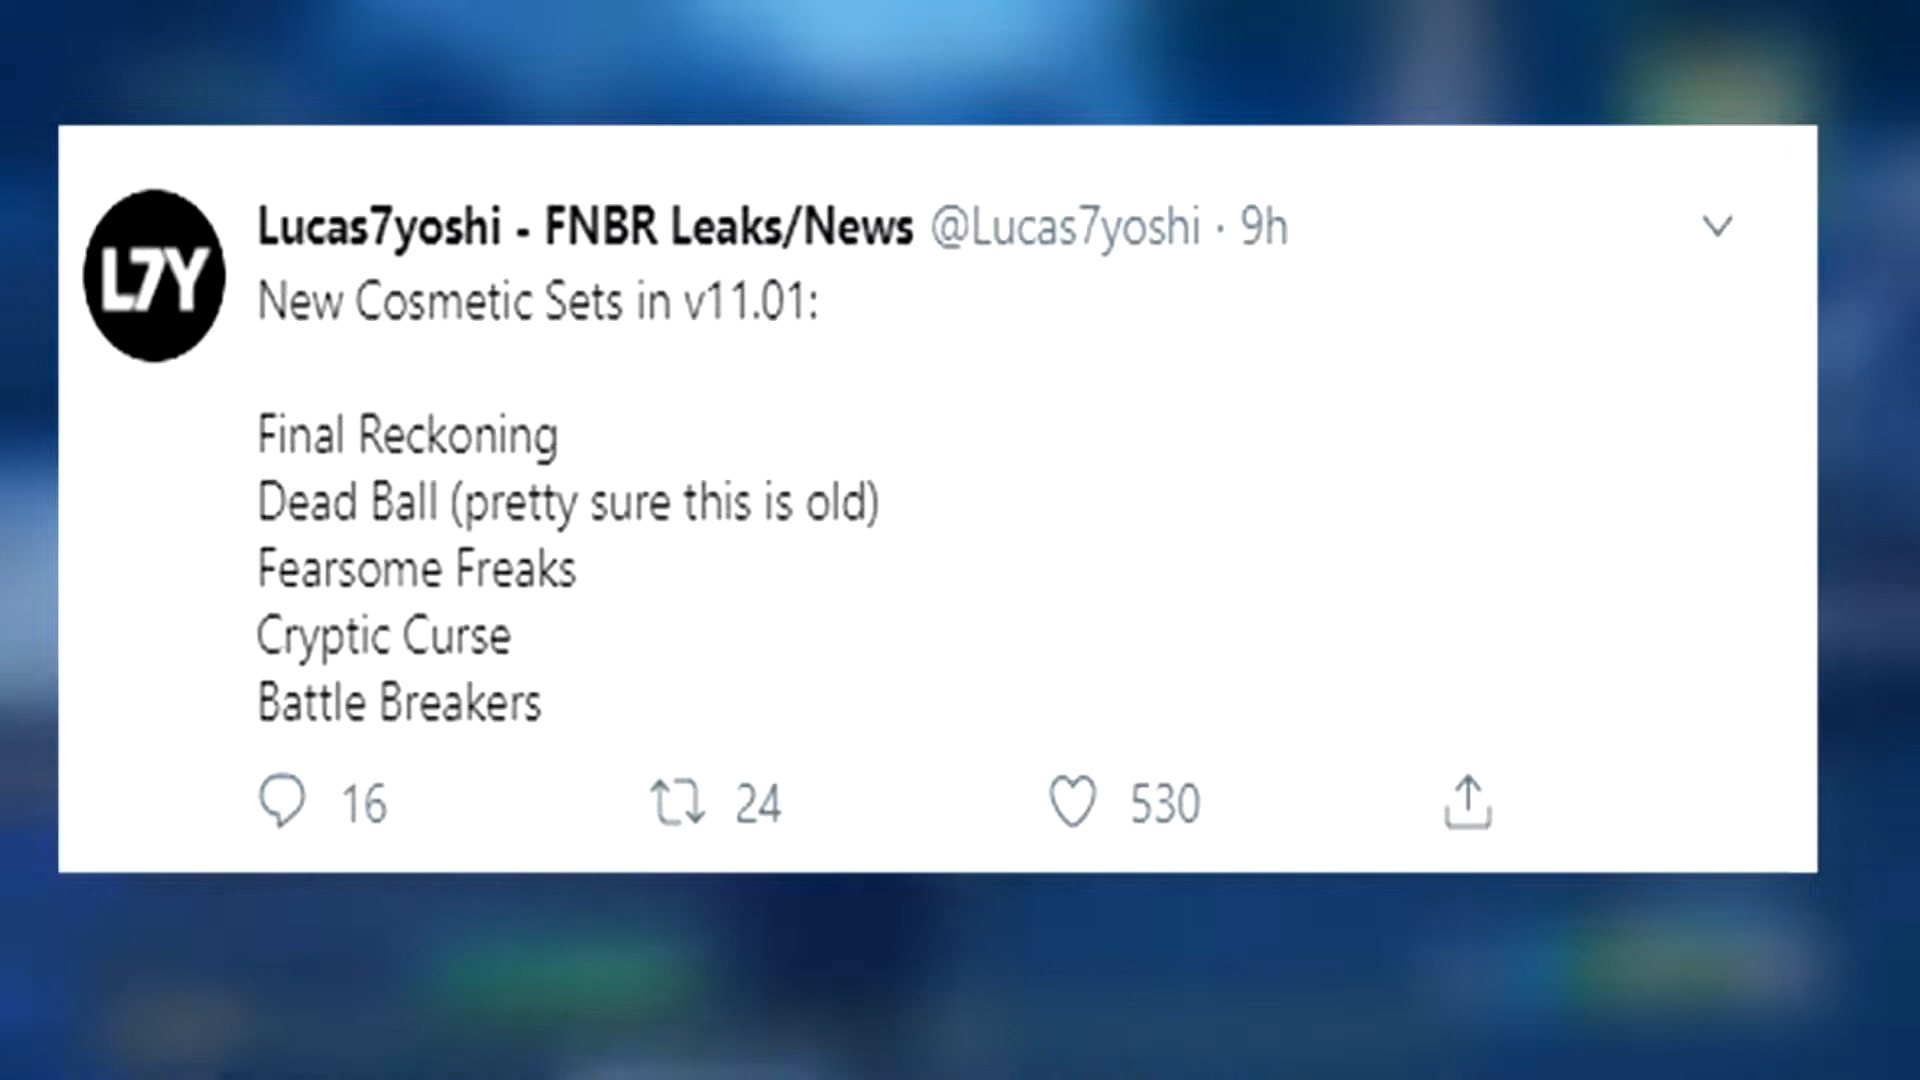 L7Y
Lucas7yoshi - FNBR Leaks/News @Lucas7yoshi · 9h
New Cosmetic Sets in v11.01:
Final Reckoning
Dead Ball (pretty sure this is old)
Fearsome Freaks
Cryptic Curse
Battle Breakers
16 24 530